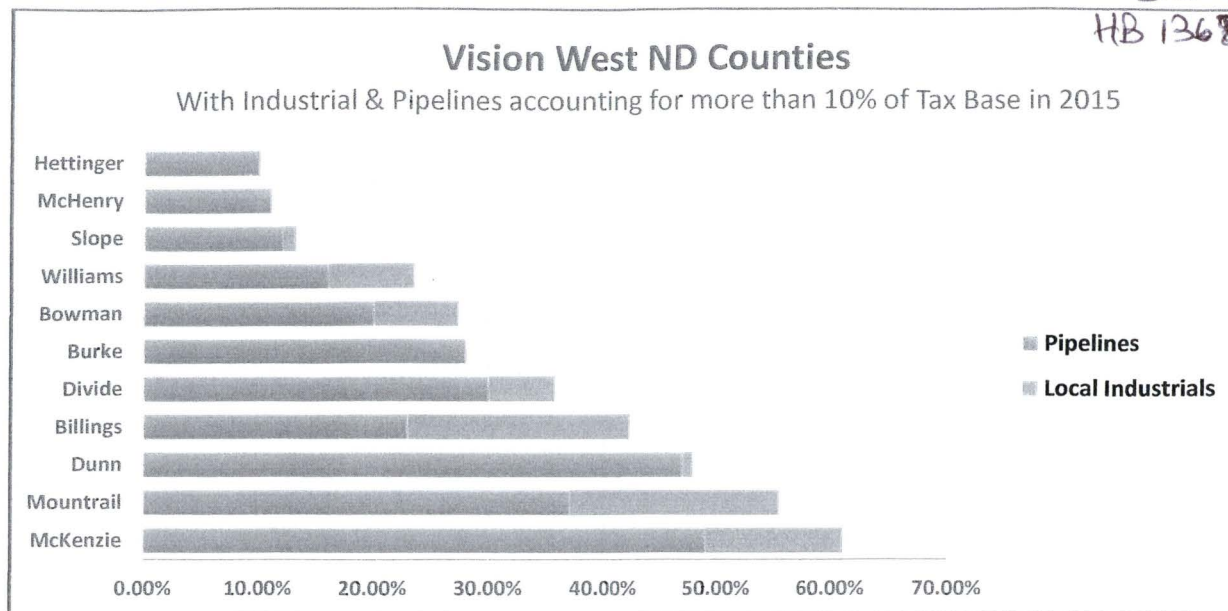 HB 1368
Vision West ND Counties
With Industrial & Pipelines accounting for more than 10% of Tax Base in 2015
Hettinger
McHenry
Slope
Williams
Bowman
Burke
Divide
Billings
Dunn
Mountrail
McKenzie
Pipelines
Local Industrials
0.00% 10.00% 20.00% 30.00% 40.00% 50.00% 60.00% 70.00%